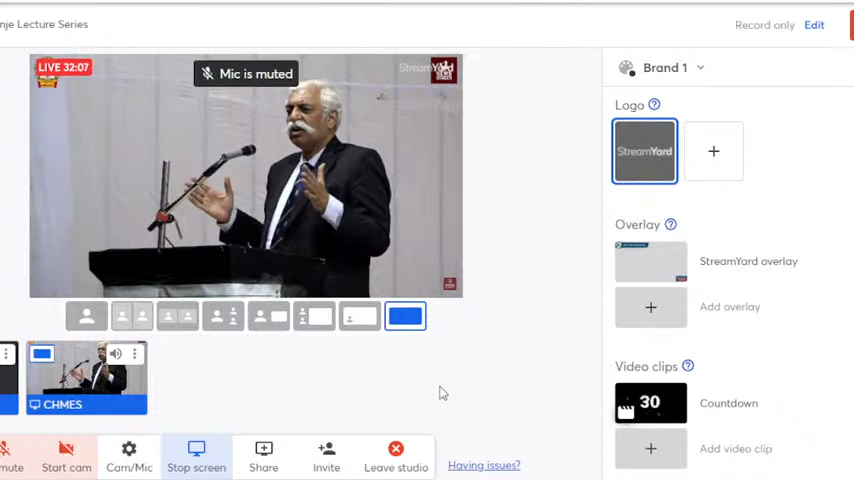 nje Lecture Series
Record only
Edit
LIVE 32:07
Mic is muted
StreamYard
NEWS
Brand 1
Logo
StreamYard
+
Overlay
StreamYard overlay
+
Add overlay
Video clips
30
Countdown
+
Add video clip
CHMES
mute
Start cam
Cam/Mic
Stop screen
Share
Invite
Leave studio
Having issues?